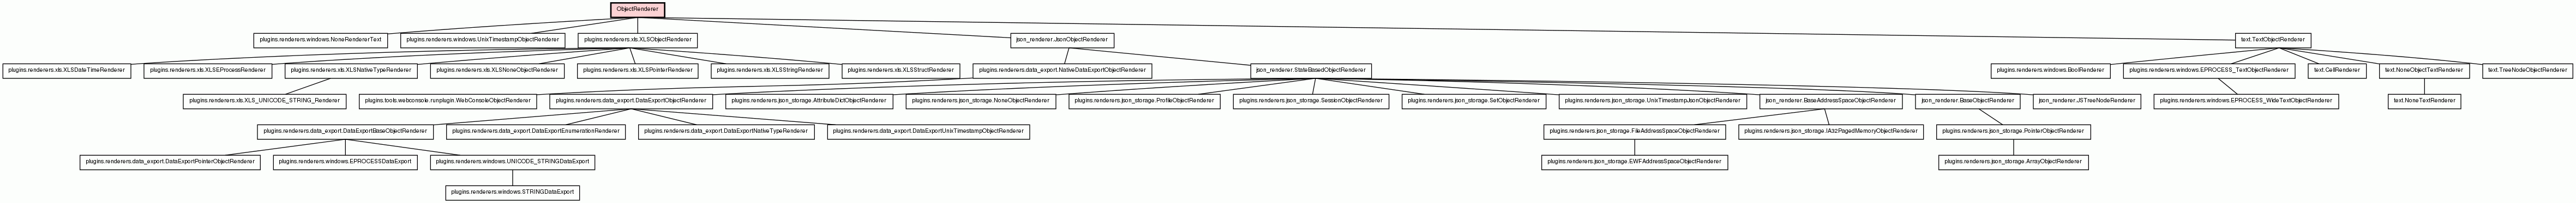 ObjectRenderer
plugins.renderers.windows.NoneRendererText
plugins.renderers.windows.UnixTimestampObjectRenderer
plugins.renderers.xls.XLSObjectRenderer
json_renderer.JsonObjectRenderer
text.TextObjectRenderer
plugins.renderers.xls.XLSDateTimeRenderer
plugins.renderers.xls.XLSEProcessRenderer
plugins.renderers.xls.XLSNativeTypeRenderer
plugins.renderers.xls.XLSNoneObjectRenderer
plugins.renderers.xls.XLSPointerRenderer
plugins.renderers.xls.XLSStringRenderer
plugins.renderers.xls.XLSStructRenderer
plugins.renderers.data_export.NativeDataExportObjectRenderer
json_renderer.StateBasedObjectRenderer
plugins.renderers.windows.BoolRenderer
plugins.renderers.windows.EPROCESS_TextObjectRenderer
text.CellRenderer
text.NoneObjectTextRenderer
text.TreeNodeObjectRenderer
plugins.renderers.xls.XLS_UNICODE_STRING_Renderer
plugins.tools.webconsole.runplugin.WebConsoleObjectRenderer
plugins.renderers.data_export.DataExportObjectRenderer
plugins.renderers.json_storage.AttributeDictObjectRenderer
plugins.renderers.json_storage.NoneObjectRenderer
plugins.renderers.json_storage.ProfileObjectRenderer
plugins.renderers.json_storage.SessionObjectRenderer
plugins.renderers.json_storage.SetObjectRenderer
plugins.renderers.json_storage.UnixTimestampJsonObjectRenderer
json_renderer.BaseAddressSpaceObjectRenderer
json_renderer.BaseObjectRenderer
json_renderer.JSTreeNodeRenderer
plugins.renderers.windows.EPROCESS_WideTextObjectRenderer
text.NoneTextRenderer
plugins.renderers.data_export.DataExportBaseObjectRenderer
plugins.renderers.data_export.DataExportEnumerationRenderer
plugins.renderers.data_export.DataExportNativeTypeRenderer
plugins.renderers.data_export.DataExportUnixTimestampObjectRenderer
plugins.renderers.json_storage.FileAddressSpaceObjectRenderer
plugins.renderers.json_storage.IA32PagedMemoryObjectRenderer
plugins.renderers.json_storage.PointerObjectRenderer
plugins.renderers.data_export.DataExportPointerObjectRenderer
plugins.renderers.windows.EPROCESSDataExport
plugins.renderers.windows.UNICODE_STRINGDataExport
plugins.renderers.json_storage.EWFAddressSpaceObjectRenderer
plugins.renderers.json_storage.ArrayObjectRenderer
plugins.renderers.windows.STRINGDataExport